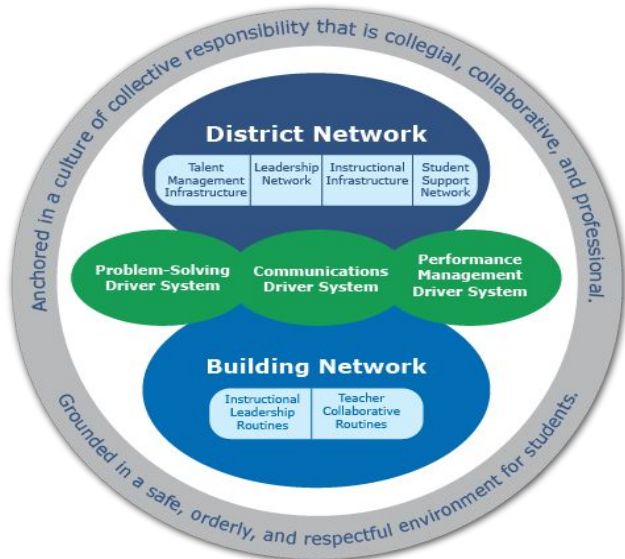 Anchored in a culture of collective responsibility that is collegial, collaborative, and professional.
District Network
Talent
Management
Infrastructure
Leadership
Network
Instructional
Infrastructure
Student
Support
Network
Problem-Solving
Driver System
Communications
Driver System
Performance
Management
Driver System
Building Network
Instructional
Leadership
Routines
Teacher
Collaborative
Routines
Grounded in a safe, orderly, and respectful environment for students.